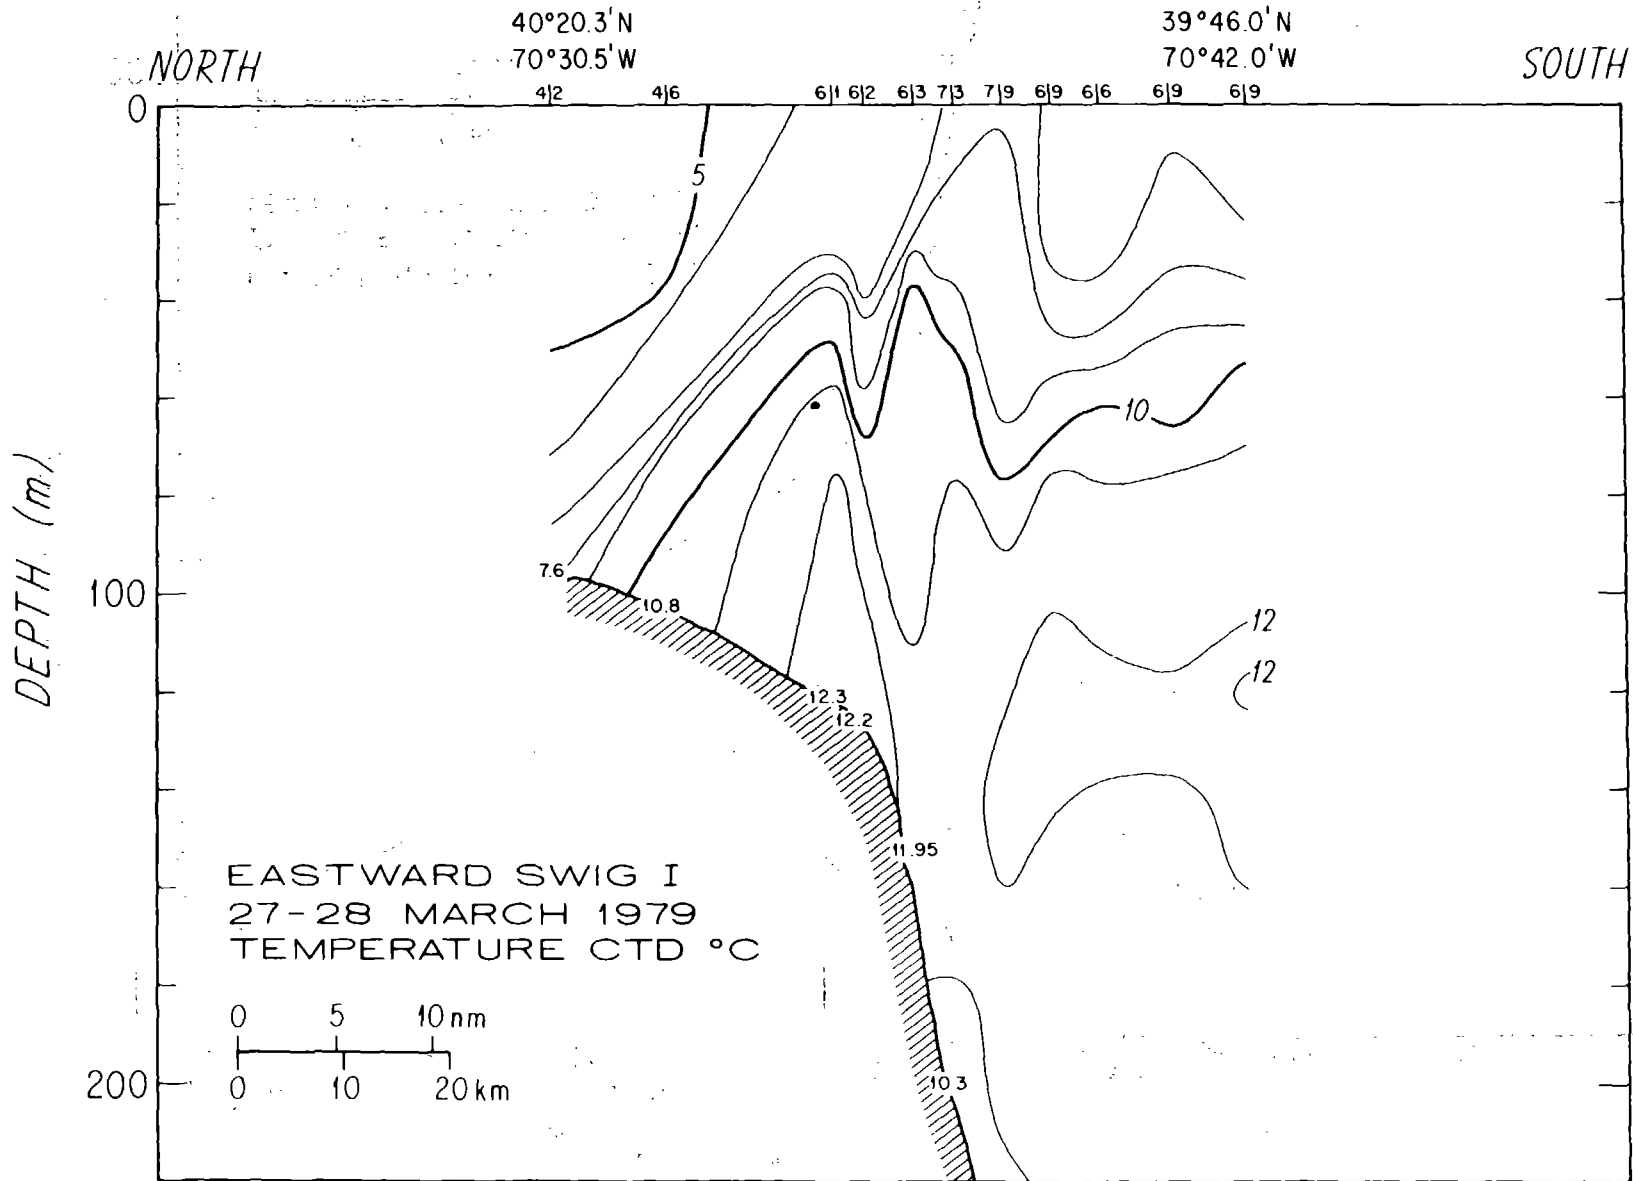 40°20.3'N 39°46.0'N
NORTH 70°30.5'W 70°42.0'W SOUTH
4|2 4|6 6|1 6|2 6|3 7|3 7|9 6|9 6|6 6|9 6|9
0
5
10
DEPTH (m)
7.6
100
10.8
12
12
12.3
12.2
11.95
EASTWARD SWIG I
27-28 MARCH 1979
TEMPERATURE CTD °C
0 5 10 nm
0 10 20 km
200
10.3